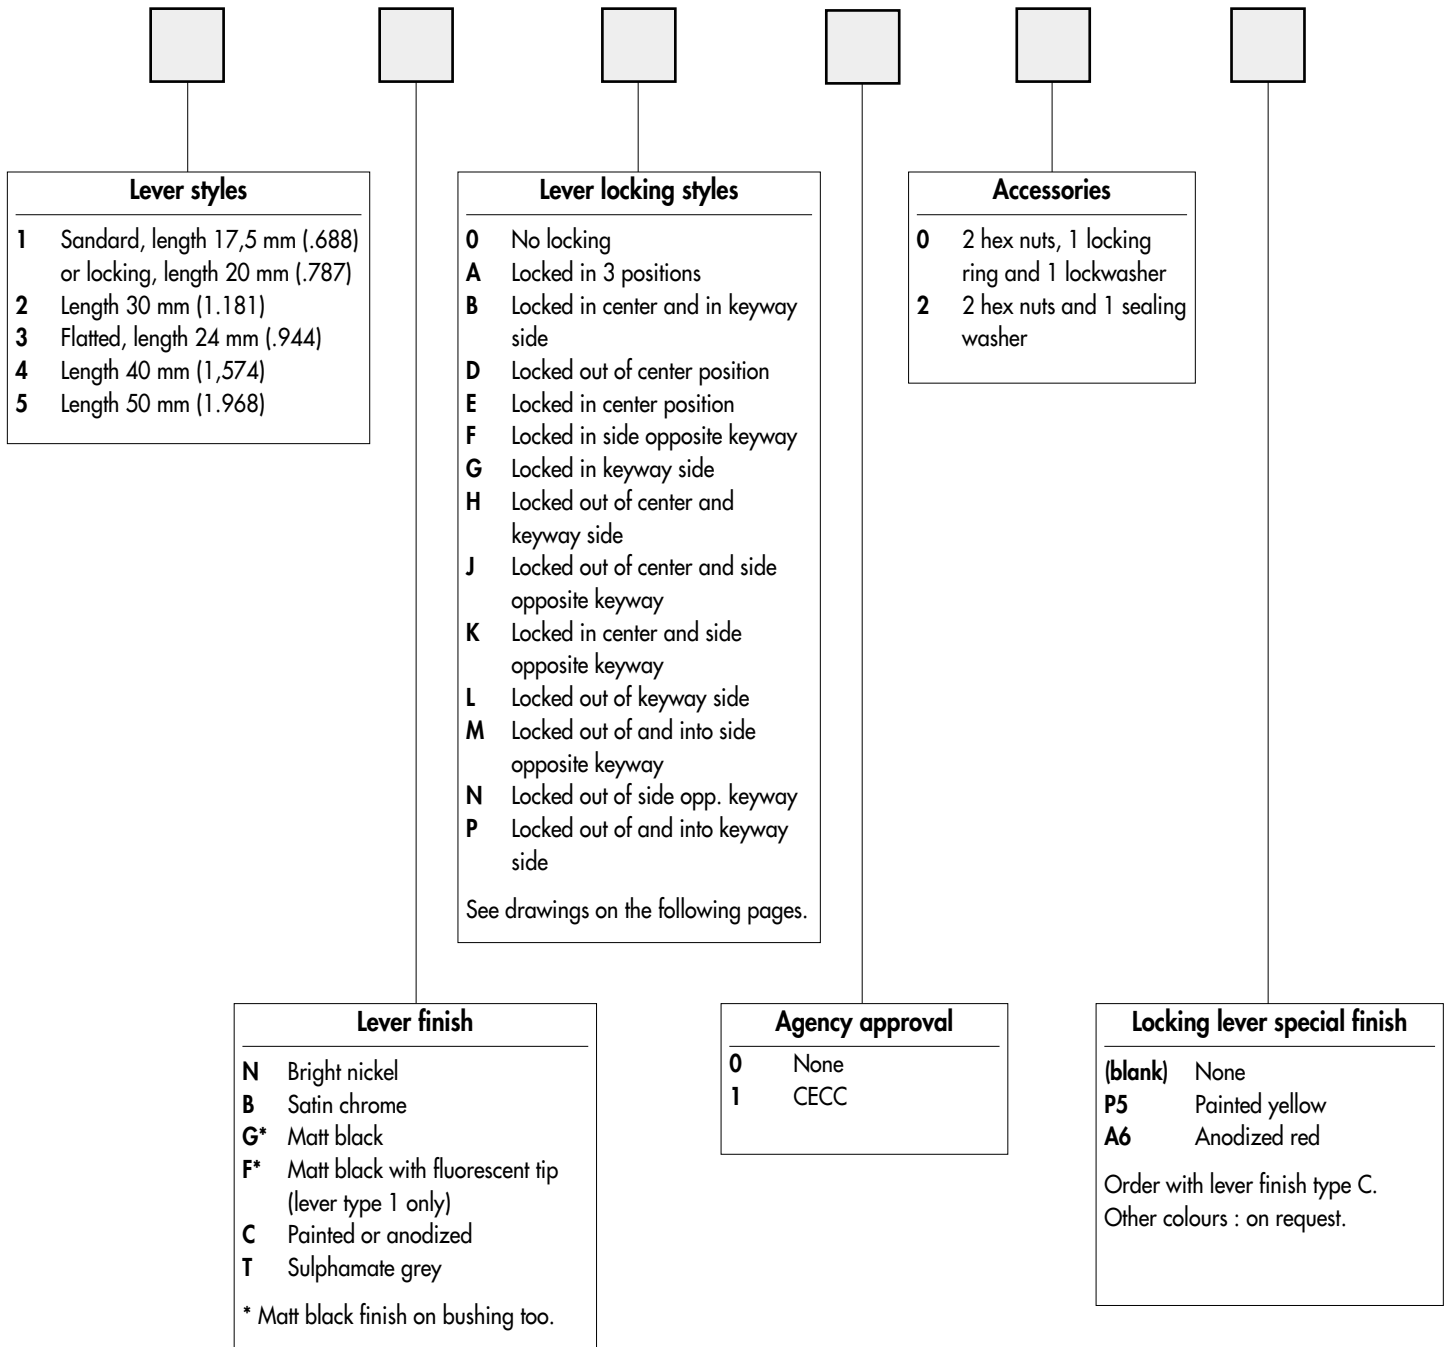 Lever styles
1 Sandard, length 17,5 mm (.688)
or locking, length 20 mm (.787)
2 Length 30 mm (1.181)
3 Flatted, length 24 mm (.944)
4 Length 40 mm (1,574)
5 Length 50 mm (1.968)
Lever locking styles
0 No locking
A Locked in 3 positions
B Locked in center and in keyway
side
D Locked out of center position
E Locked in center position
F Locked in side opposite keyway
G Locked in keyway side
H Locked out of center and
keyway side
J Locked out of center and side
opposite keyway
K Locked in center and side
opposite keyway
L Locked out of keyway side
M Locked out of and into side
opposite keyway
N Locked out of side opp. keyway
P Locked out of and into keyway
side
See drawings on the following pages.
Accessories
0 2 hex nuts, 1 locking
ring and 1 lockwasher
2 2 hex nuts and 1 sealing
washer
Lever finish
N Bright nickel
B Satin chrome
G* Matt black
F* Matt black with fluorescent tip
(lever type 1 only)
C Painted or anodized
T Sulphamate grey
* Matt black finish on bushing too.
Agency approval
0 None
1 CECC
Locking lever special finish
(blank) None
P5 Painted yellow
A6 Anodized red
Order with lever finish type C.
Other colours : on request.